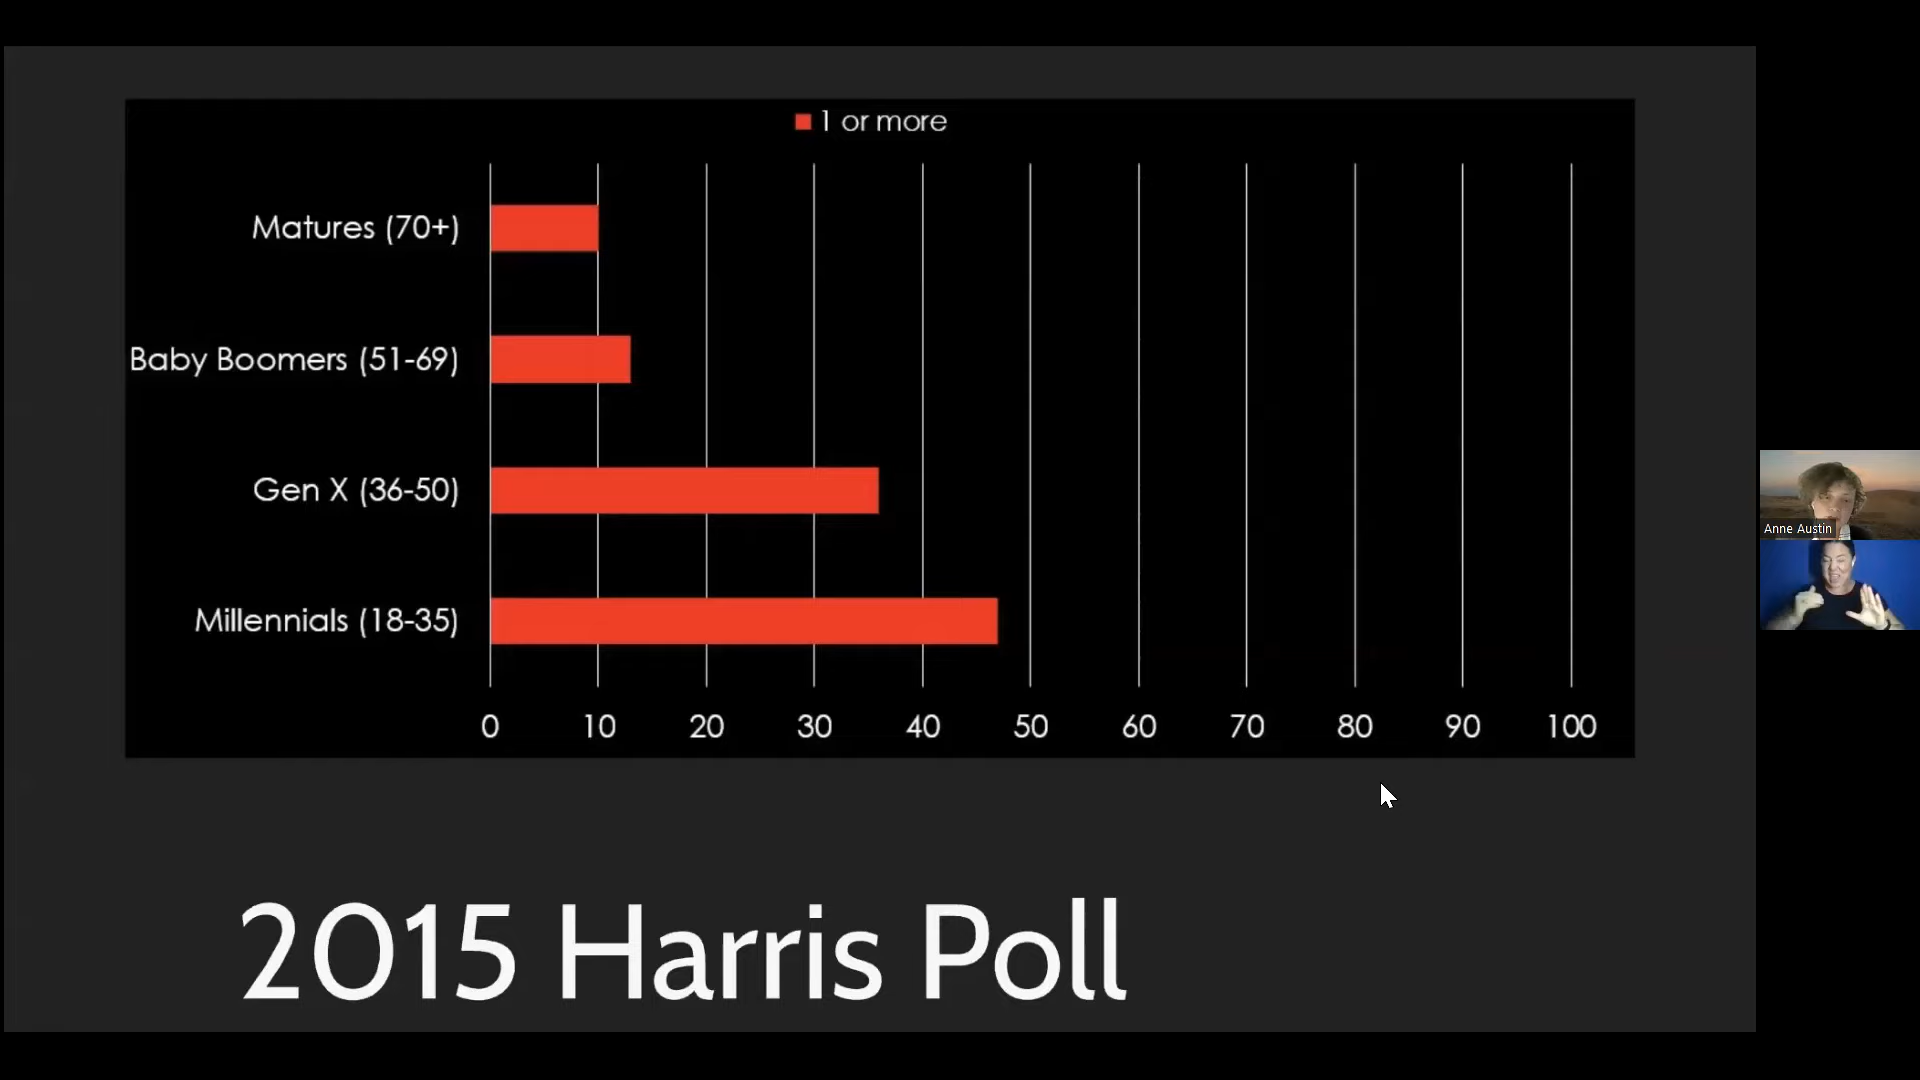 1 or more
Matures (70+)
Baby Boomers (51-69)
Gen X (36-50)
Millennials (18-35)
0 10 20 30 40 50 60 70 80 90 100
2015 Harris Poll
Anne Austin